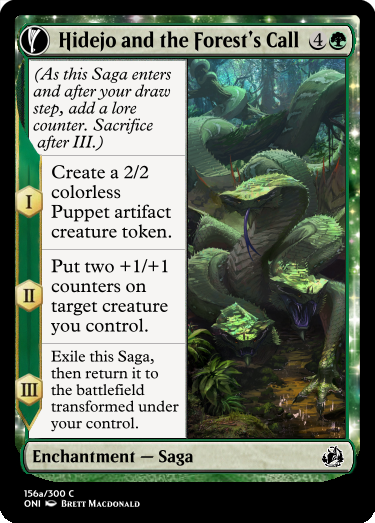 Hidejo and the Forest's Call 4
(As this Saga enters
and after your draw
step, add a lore
counter. Sacrifice
after III.)
I
Create a 2/2
colorless
Puppet artifact
creature token.
II
Put two +1/+1
counters on
target creature
you control.
III
Exile this Saga,
then return it to
the battlefield
transformed under
your control.
Enchantment — Saga
156a/300 C
ONI Brett Macdonald